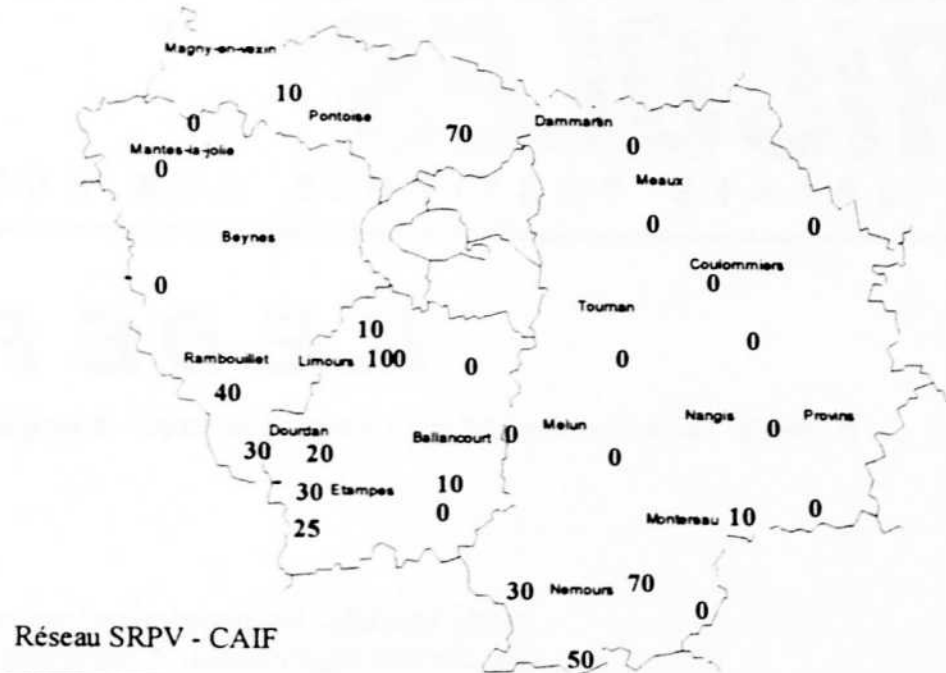 Magny-en-vexin
10
Pontoise
0
70
Dammartin
0
Mantes-la-jolie
0
Meaux
0
0
Beynes
Coulommiers
0
0
Tournan
10
0
Rambouillet
Limours 100
0
0
40
Dourdan
Ballancourt
0
Melun
Nangis
0
Provins
30
20
0
30 Etampes
10
25
0
Montereau 10
0
30 Nemours 70
0
50
Réseau SRPV - CAIF